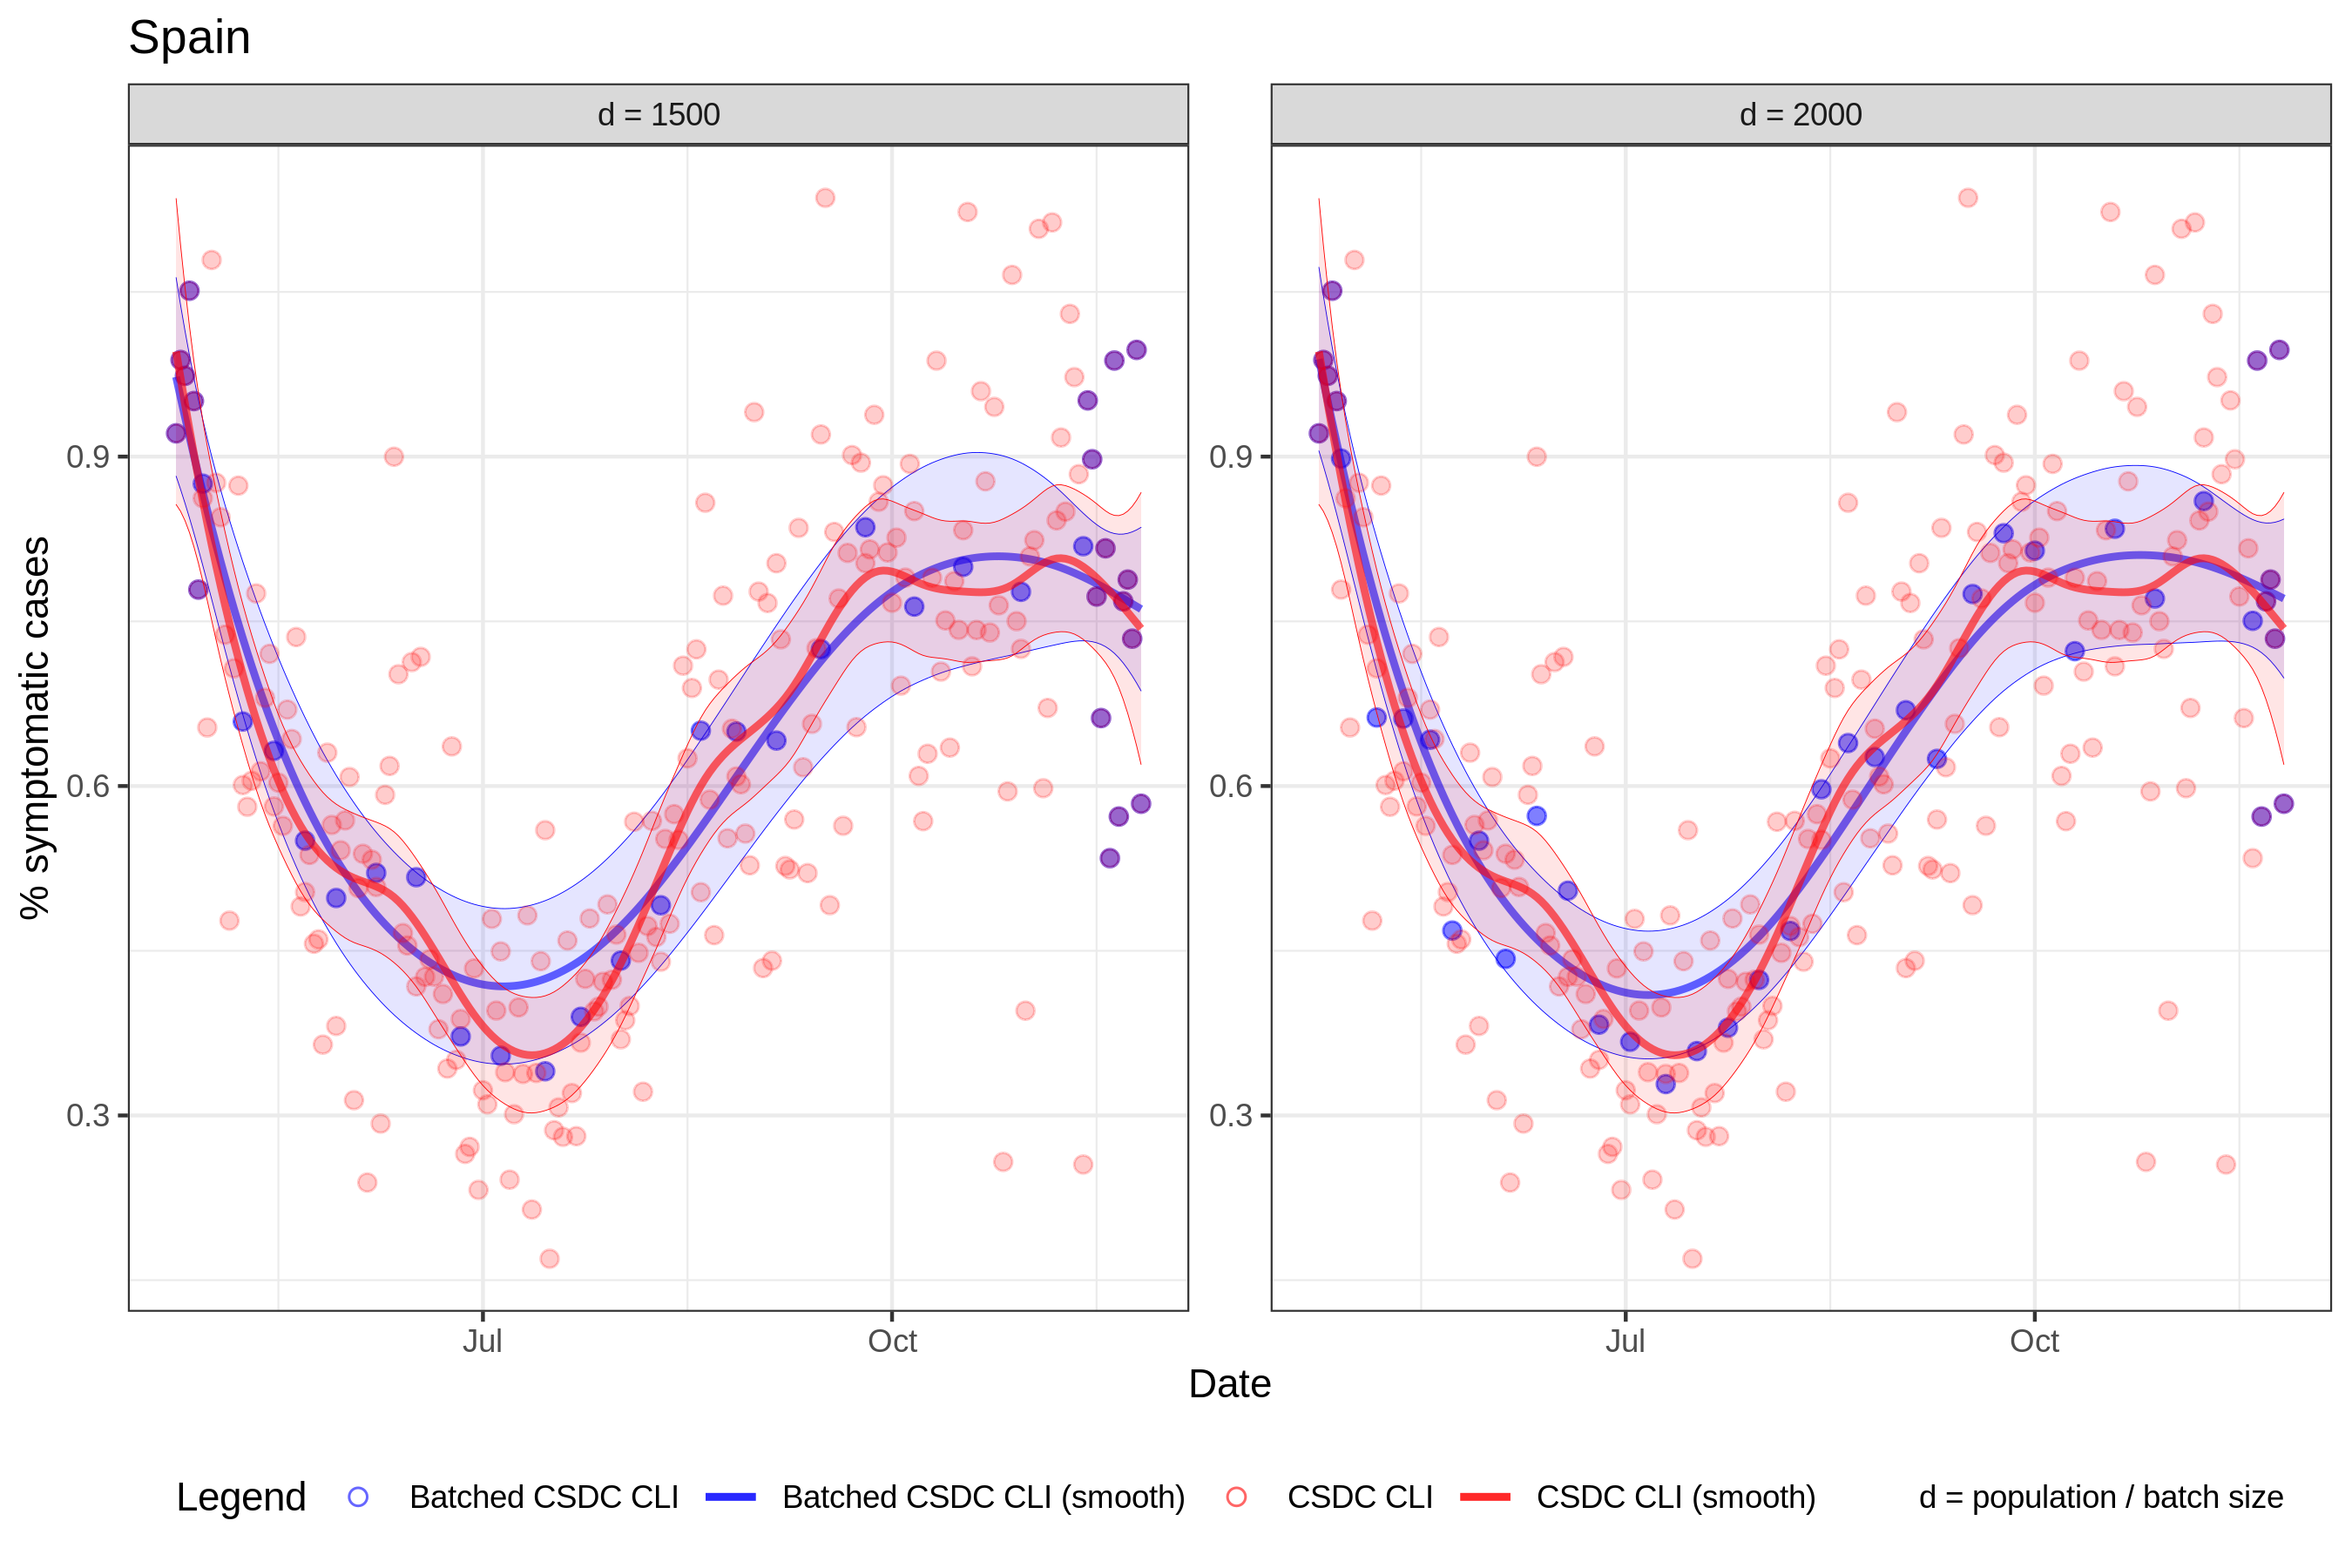 Spain
d = 1500
d = 2000
% symptomatic cases
0.9
0.6
0.3
0.9
0.6
0.3
Jul
Oct
Jul
Oct
Date
Legend
Batched CSDC CLI
Batched CSDC CLI (smooth)
CSDC CLI
CSDC CLI (smooth)
d = population / batch size